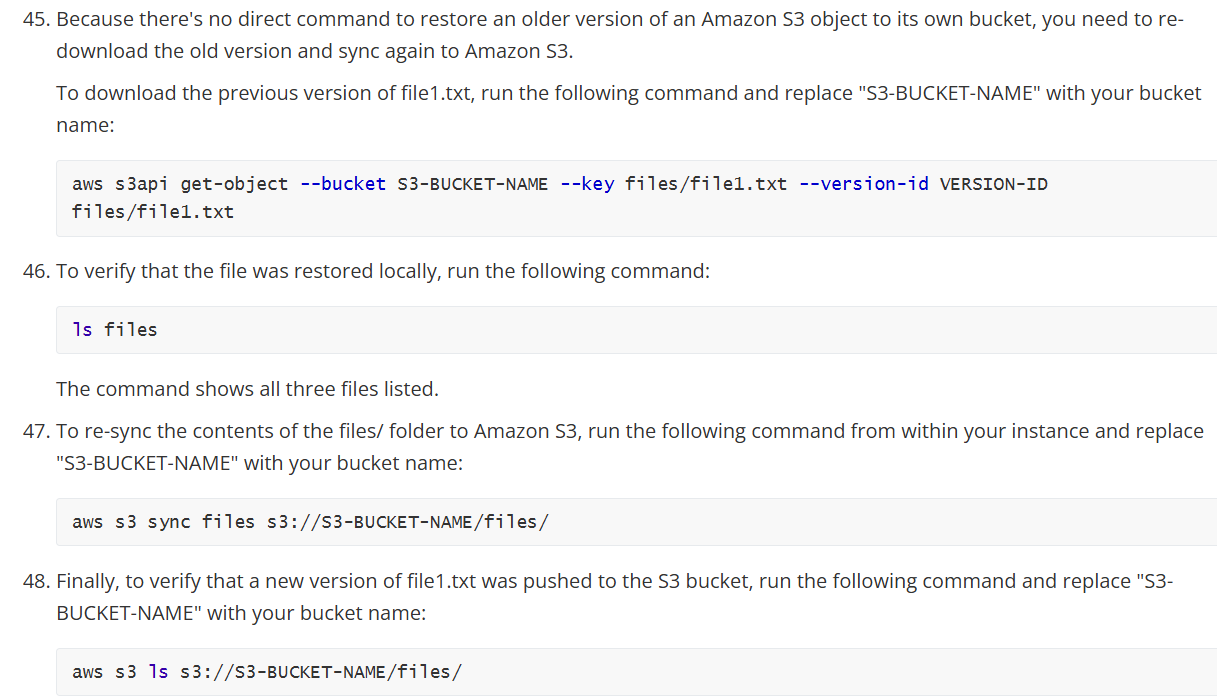 45. Because there's no direct command to restore an older version of an Amazon S3 object to its own bucket, you need to re-
download the old version and sync again to Amazon S3.
To download the previous version of file1.txt, run the following command and replace "S3-BUCKET-NAME" with your bucket
name:
aws s3api get-object --bucket S3-BUCKET-NAME --key files/file1.txt --version-id VERSION-ID
files/file1.txt
46. To verify that the file was restored locally, run the following command:
ls files
The command shows all three files listed.
47. To re-sync the contents of the files/ folder to Amazon S3, run the following command from within your instance and replace
"S3-BUCKET-NAME" with your bucket name:
aws s3 sync files s3://S3-BUCKET-NAME/files/
48. Finally, to verify that a new version of file1.txt was pushed to the S3 bucket, run the following command and replace "S3-
BUCKET-NAME" with your bucket name:
aws s3 ls s3://S3-BUCKET-NAME/files/